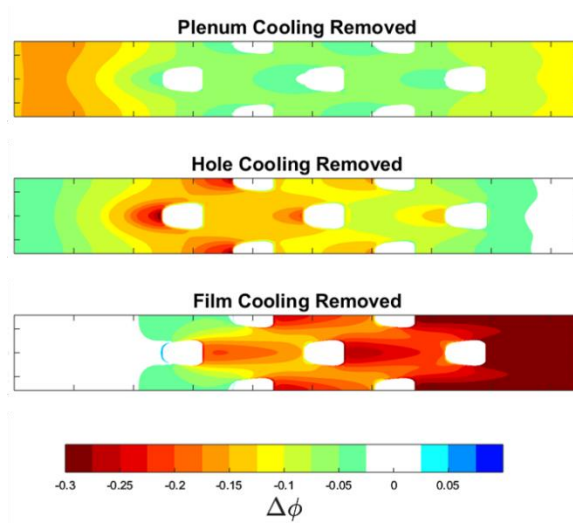 Plenum Cooling Removed
Hole Cooling Removed
Film Cooling Removed
-0.3 -0.25 -0.2 -0.15 -0.1 -0.05 0 0.05
Δϕ